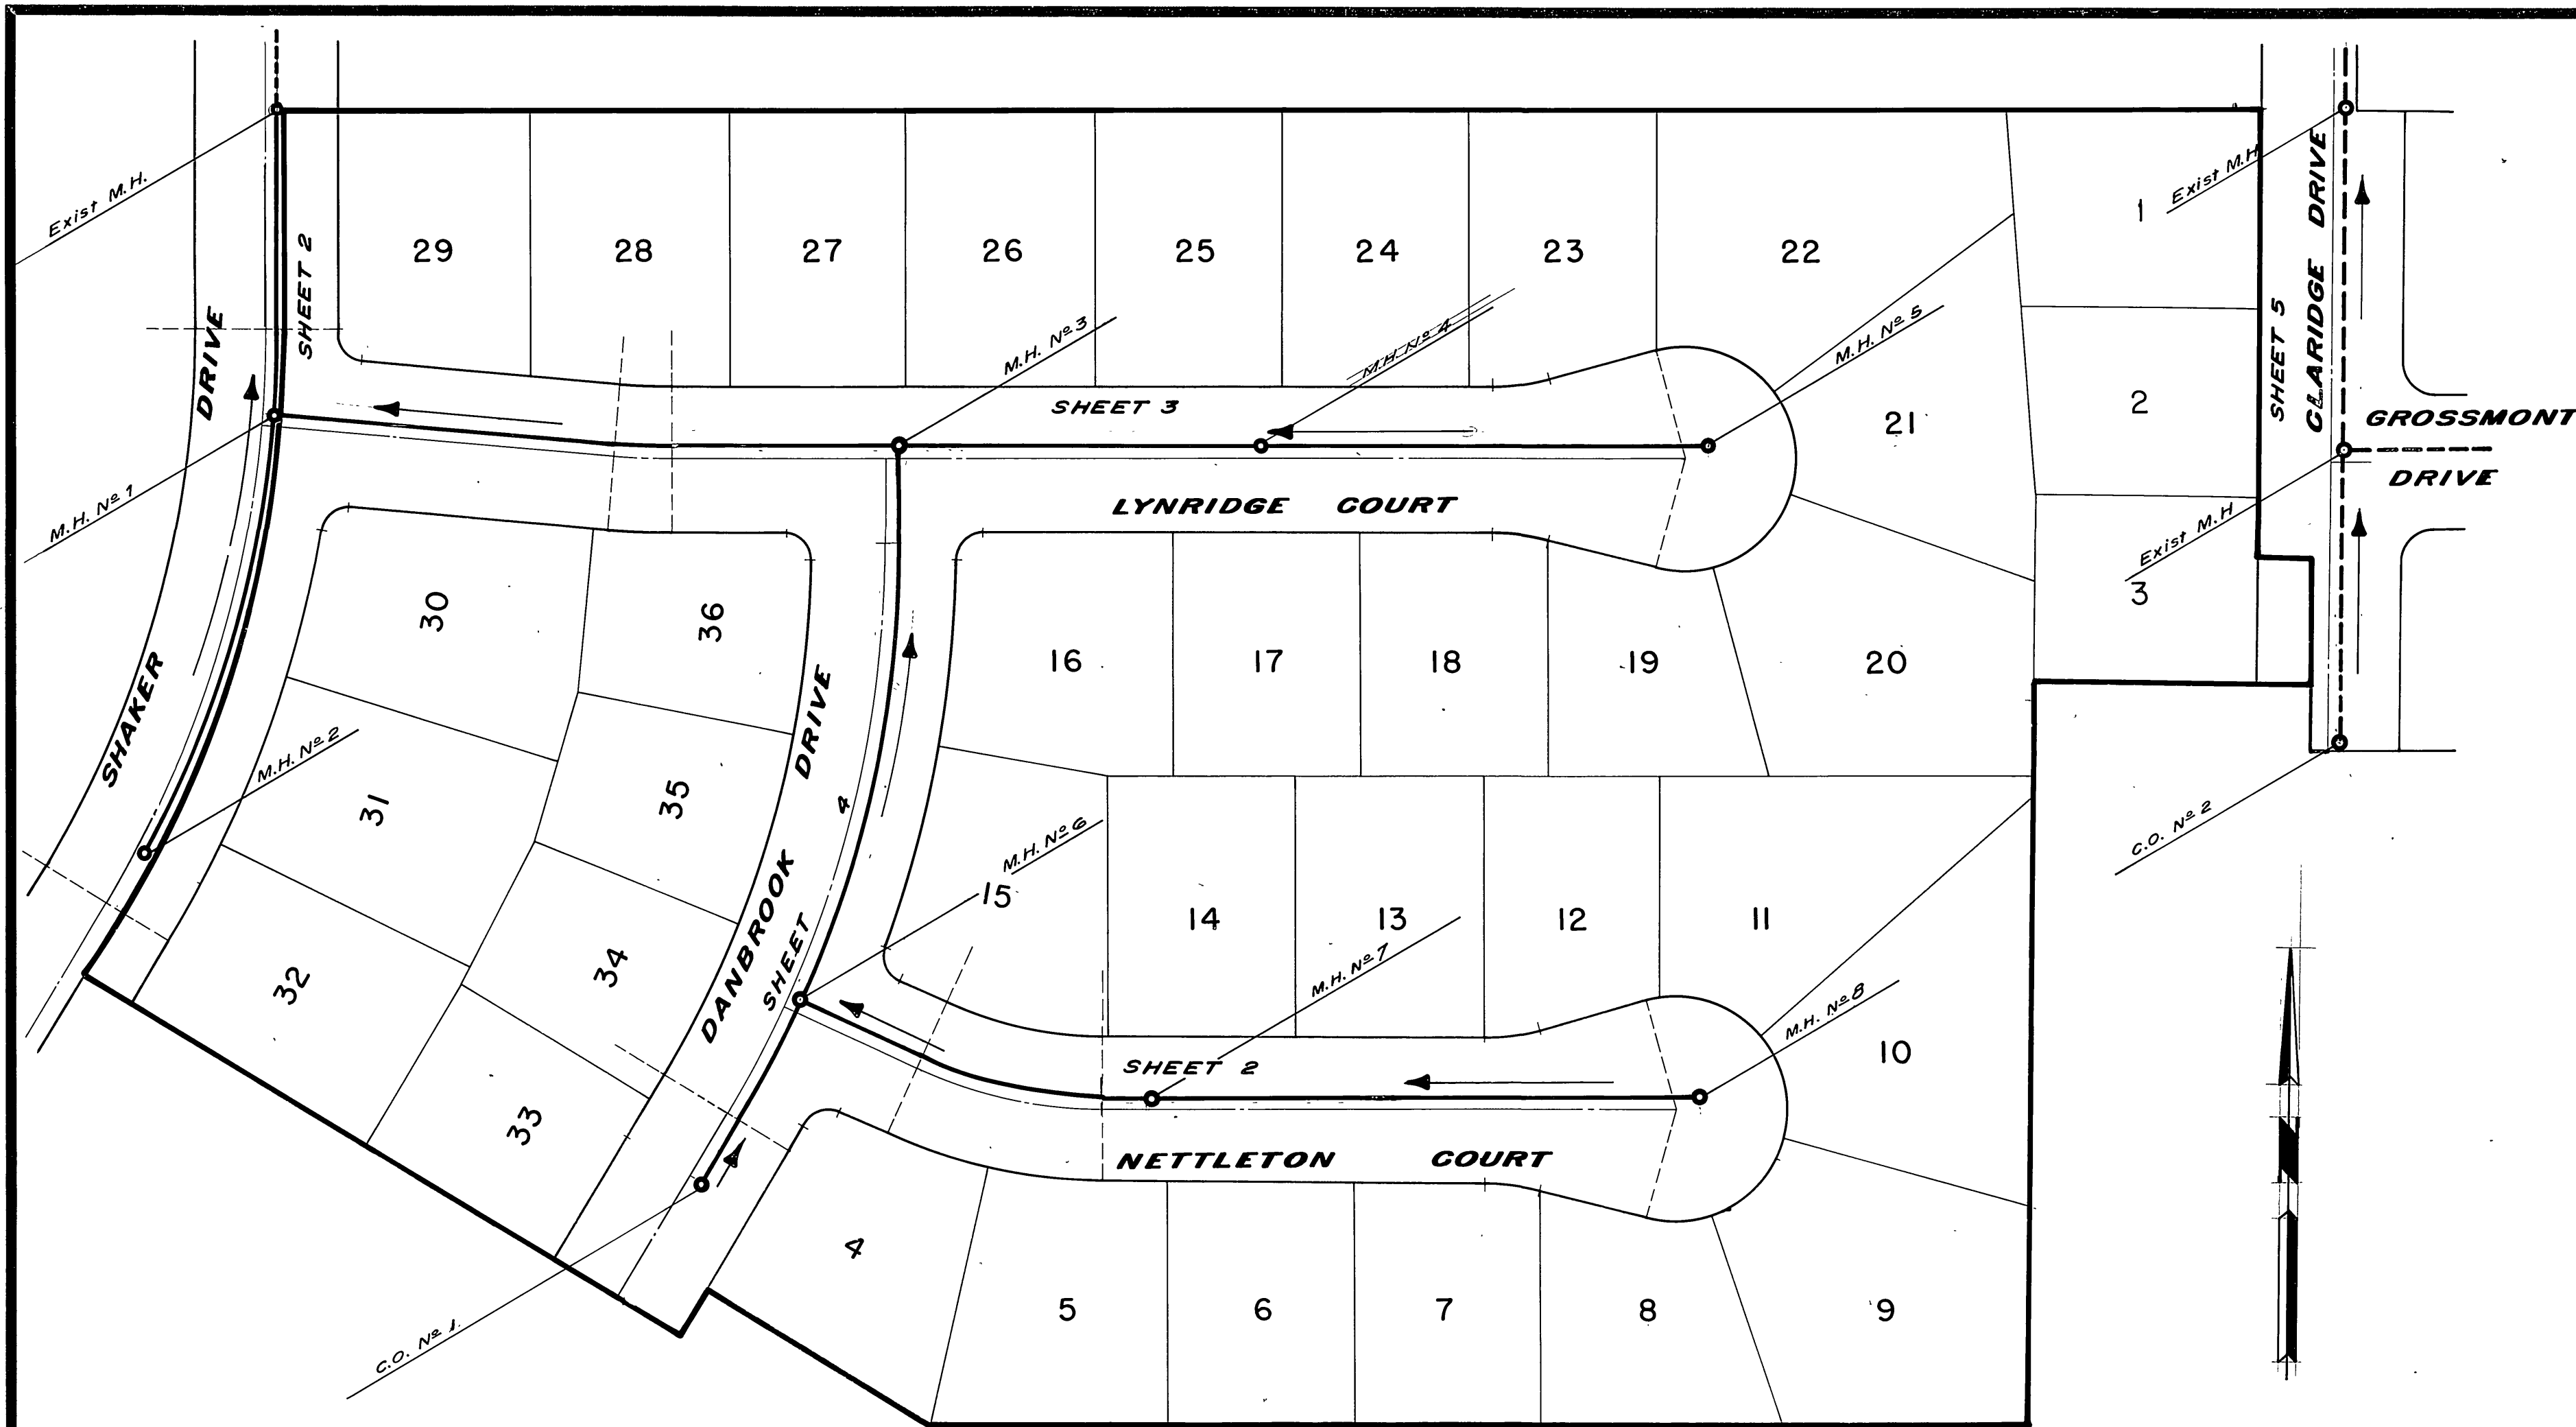 Exist M.H.
SHEET 2
29
28
27
26
25
24
23
22
1
Exist M.H
CLARIDGE DRIVE
SHEET 5
DRIVE
M.H. Nº 3
M.H. Nº 4
M.H. Nº 5
SHEET 3
21
2
GROSSMONT
DRIVE
M.H. Nº 1
LYNRIDGE COURT
Exist M.H
3
30
36
16
17
18
19
20
SHAKER
DRIVE
M.H. Nº 2
31
35
4
M.H. Nº 6
C.O. Nº 2
DANBROOK
SHEET
15
14
13
12
11
34
32
M.H. Nº 7
M.H. Nº 8
10
SHEET 2
33
NETTLETON COURT
4
5
6
7
8
9
C.O. Nº 1